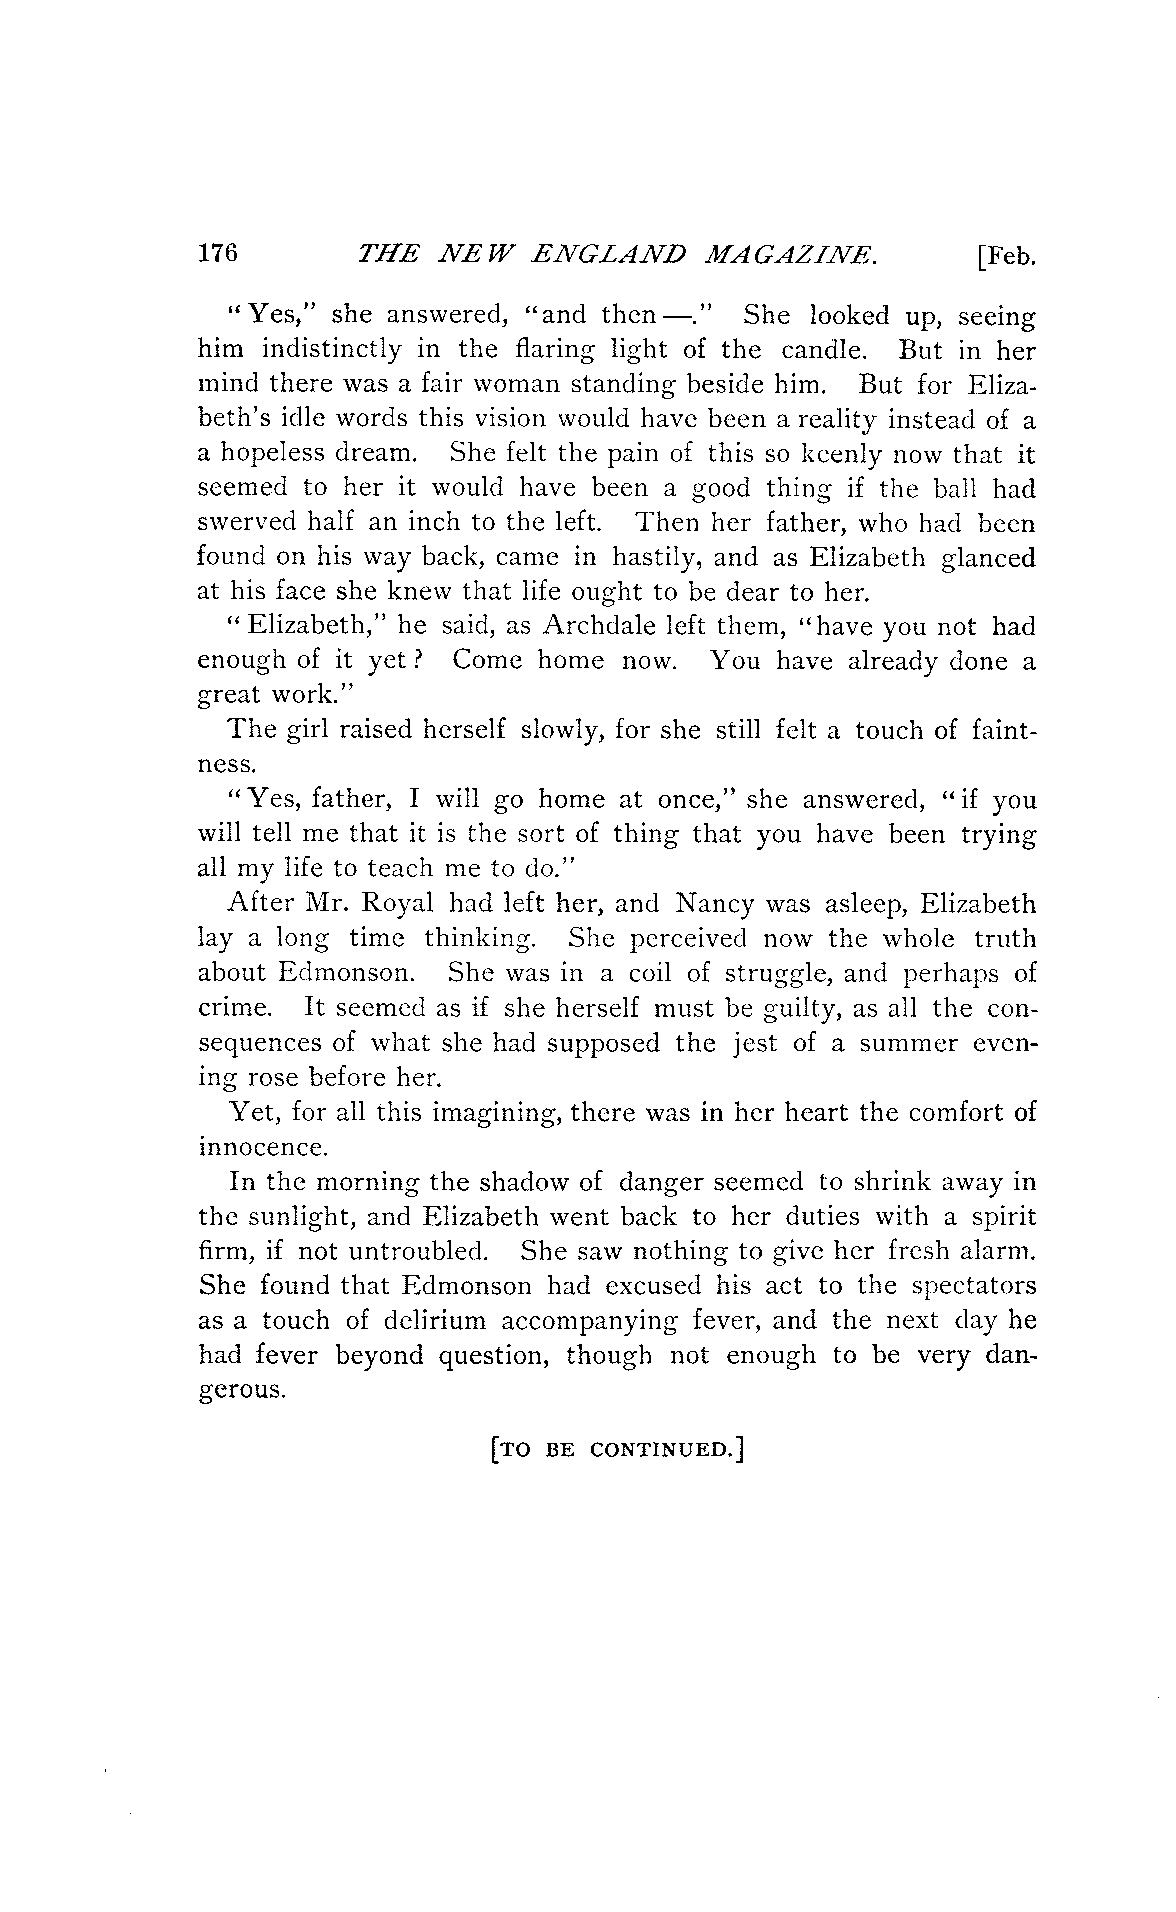 176 THE NEW ENGLAND MAGAZINE. [Feb.
"Yes," she answered, "and then—." She looked up, seeing
him indistinctly in the flaring light of the candle. But in her
mind there was a fair woman standing beside him. But for Eliza-
beth's idle words this vision would have been a reality instead of a
a hopeless dream. She felt the pain of this so keenly now that it
seemed to her it would have been a good thing if the ball had
swerved half an inch to the left. Then her father, who had been
found on his way back, came in hastily, and as Elizabeth glanced
at his face she knew that life ought to be dear to her.
"Elizabeth," he said, as Archdale left them, "have you not had
enough of it yet? Come home now. You have already done a
great work."
The girl raised herself slowly, for she still felt a touch of faint-
ness.
"Yes, father, I will go home at once," she answered, "if you
will tell me that it is the sort of thing that you have been trying
all my life to teach me to do."
After Mr. Royal had left her, and Nancy was asleep, Elizabeth
lay a long time thinking. She perceived now the whole truth
about Edmonson. She was in a coil of struggle, and perhaps of
crime. It seemed as if she herself must be guilty, as all the con-
sequences of what she had supposed the jest of a summer even-
ing rose before her.
Yet, for all this imagining, there was in her heart the comfort of
innocence.
In the morning the shadow of danger seemed to shrink away in
the sunlight, and Elizabeth went back to her duties with a spirit
firm, if not untroubled. She saw nothing to give her fresh alarm.
She found that Edmonson had excused his act to the spectators
as a touch of delirium accompanying fever, and the next day he
had fever beyond question, though not enough to be very dan-
gerous.
[TO BE CONTINUED.]